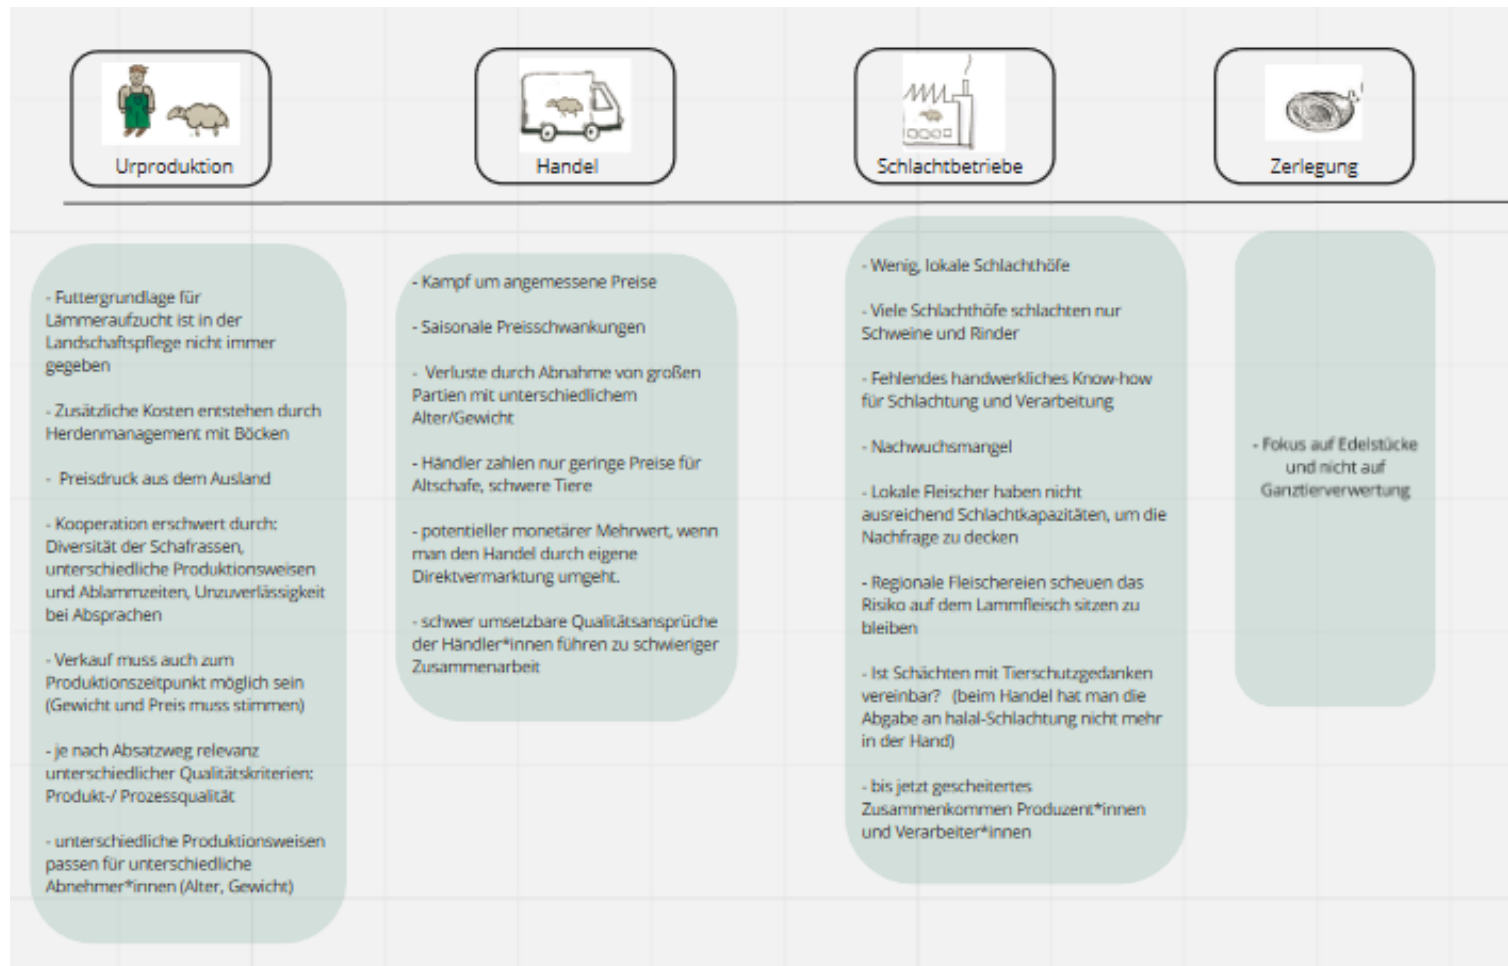 Urproduktion
Handel
Schlachtbetriebe
Zerlegung
- Futtergrundlage für
Lämmeraufzucht ist in der
Landschaftspflege nicht immer
gegeben
- Zusätzliche Kosten entstehen durch
Herdenmanagement mit Böcken
- Preisdruck aus dem Ausland
- Kooperation erschwert durch:
Diversität der Schafrassen,
unterschiedliche Produktionsweisen
und Ablammzeiten, Unzuverlässigkeit
bei Absprachen
- Verkauf muss auch zum
Produktionszeitpunkt möglich sein
(Gewicht und Preis muss stimmen)
- je nach Absatzweg relevanz
unterschiedlicher Qualitätskriterien:
Produkt-/ Prozessqualität
- unterschiedliche Produktionsweisen
passen für unterschiedliche
Abnehmer*innen (Alter, Gewicht)
- Kampf um angemessene Preise
- Saisonale Preisschwankungen
- Verluste durch Abnahme von großen
Partien mit unterschiedlichem
Alter/Gewicht
- Händler zahlen nur geringe Preise für
Altschafe, schwere Tiere
- potentieller monetärer Mehrwert, wenn
man den Handel durch eigene
Direktvermarktung umgeht.
- schwer umsetzbare Qualitätsansprüche
der Händler*innen führen zu schwieriger
Zusammenarbeit
- Wenig, lokale Schlachthöfe
- Viele Schlachthöfe schlachten nur
Schweine und Rinder
- Fehlendes handwerkliches Know-how
für Schlachtung und Verarbeitung
- Nachwuchsmangel
- Lokale Fleischer haben nicht
ausreichend Schlachtkapazitäten, um die
Nachfrage zu decken
- Regionale Fleischereien scheuen das
Risiko auf dem Lammfleisch sitzen zu
bleiben
- Ist Schächten mit Tierschutzgedanken
vereinbar? (beim Handel hat man die
Abgabe an halal-Schlachtung nicht mehr
in der Hand)
- bis jetzt gescheitertes
Zusammenkommen Produzent*innen
und Verarbeiter*innen
- Fokus auf Edelstücke
und nicht auf
Ganztierverwertung